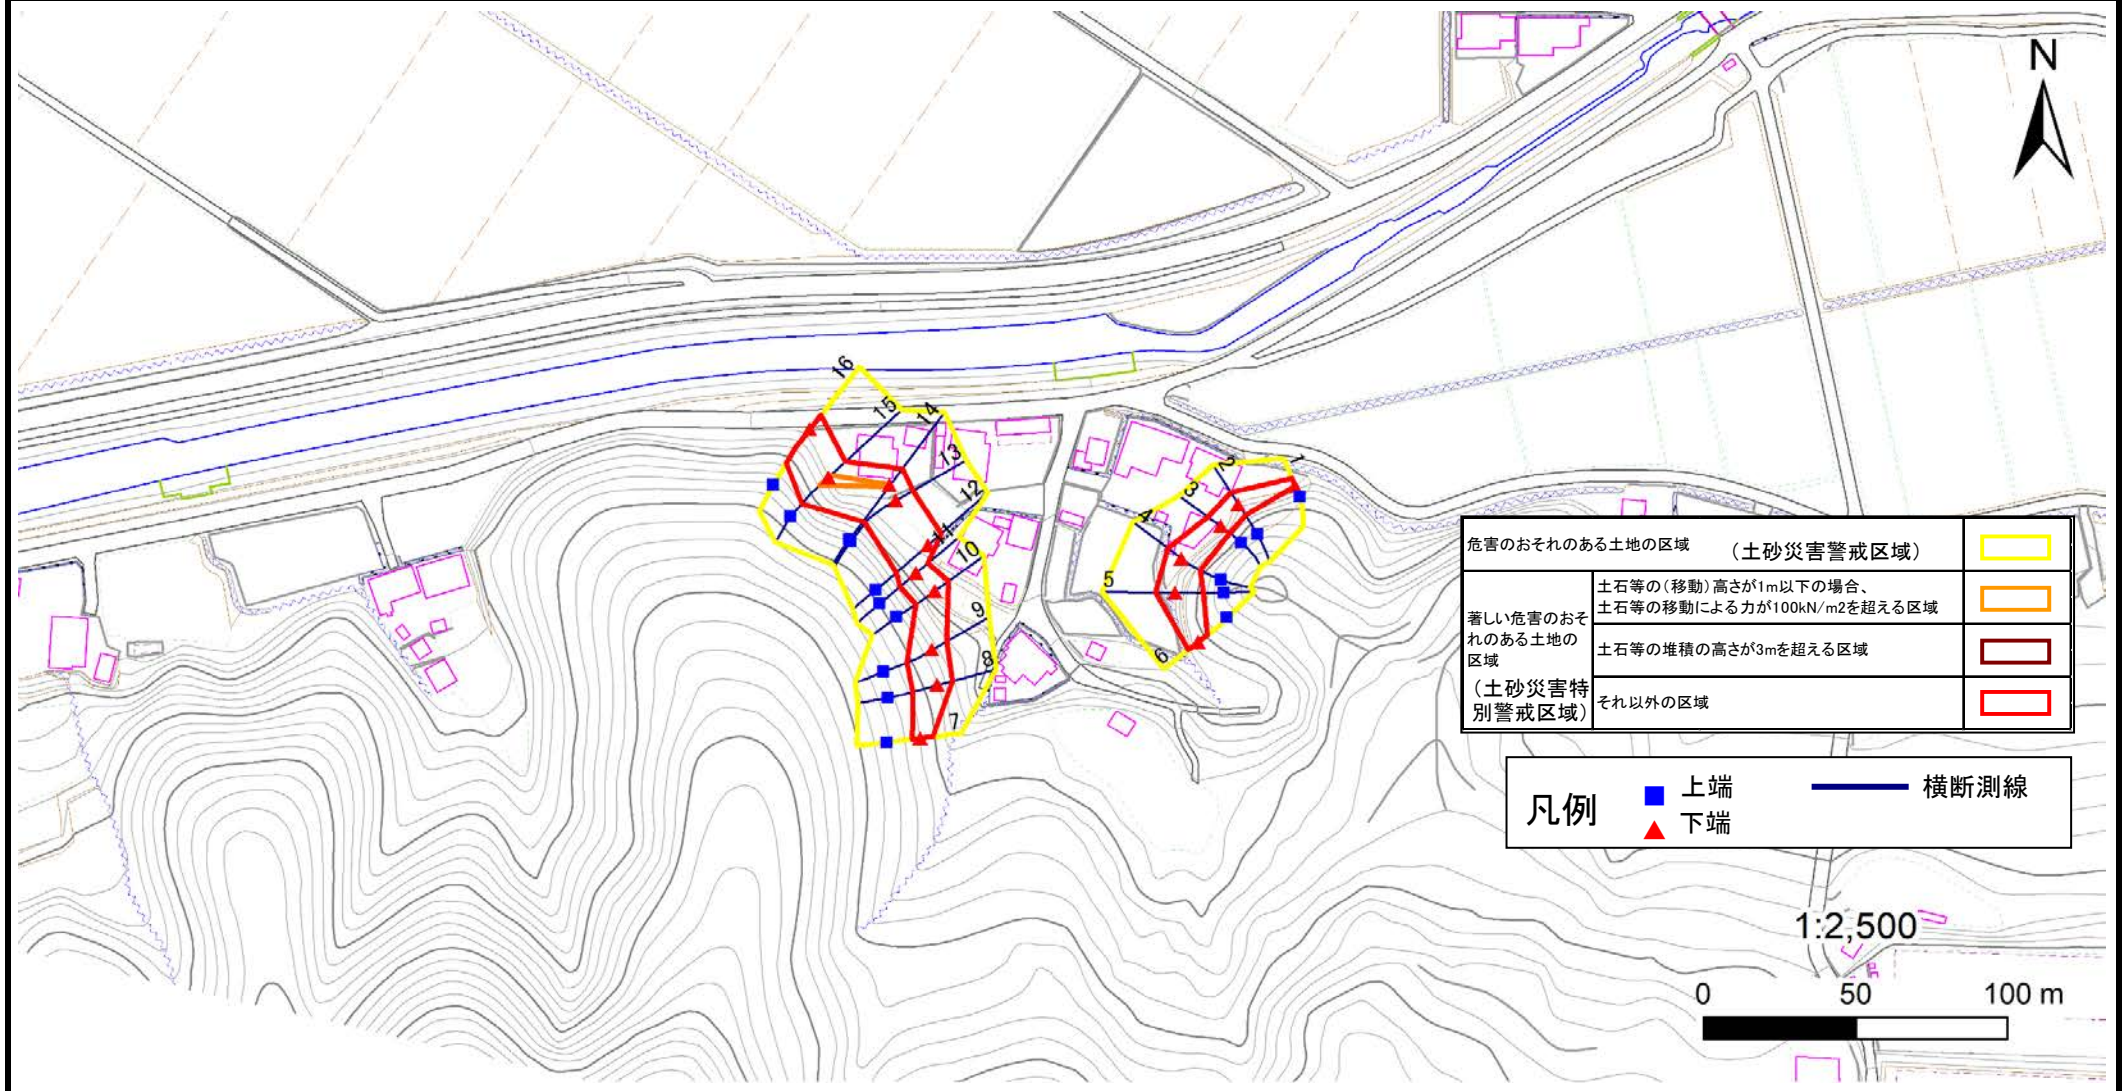 N
16
15
14
13
12
11
10
9
8
7
1
2
3
4
5
6
危害のおそれのある土地の区域 (土砂災害警戒区域)
著しい危害のおそ
れのある土地の
区域
(土砂災害特
別警戒区域)
土石等の(移動)高さが1m以下の場合、
土石等の移動による力が100kN/m2を超える区域
土石等の堆積の高さが3mを超える区域
それ以外の区域
凡例
上端
下端
横断測線
1:2,500
0 50 100 m